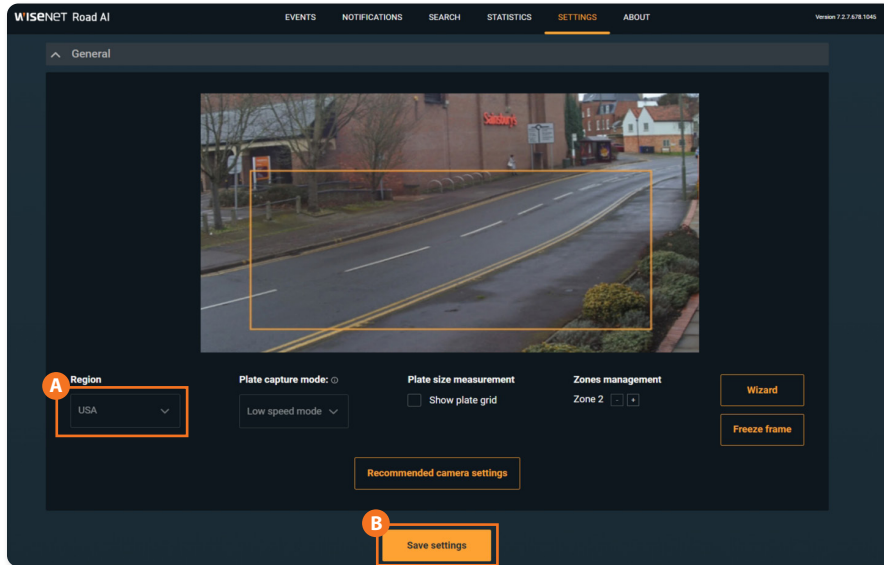 WISENET Road AI
EVENTS NOTIFICATIONS SEARCH STATISTICS SETTINGS ABOUT
Version 7.2.7.678.1045
General
Sainsbury's
A
Region Plate capture mode: Plate size measurement Zones management
USA Low speed mode Show plate grid Zone 2 - +
Wizard
Freeze frame
Recommended camera settings
B
Save settings